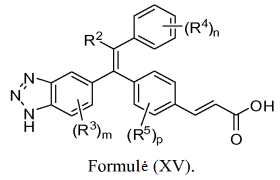 R² (R⁴)n
N
N
N
H
(R³)m (R⁵)p
OH
O
Formulė (XV).